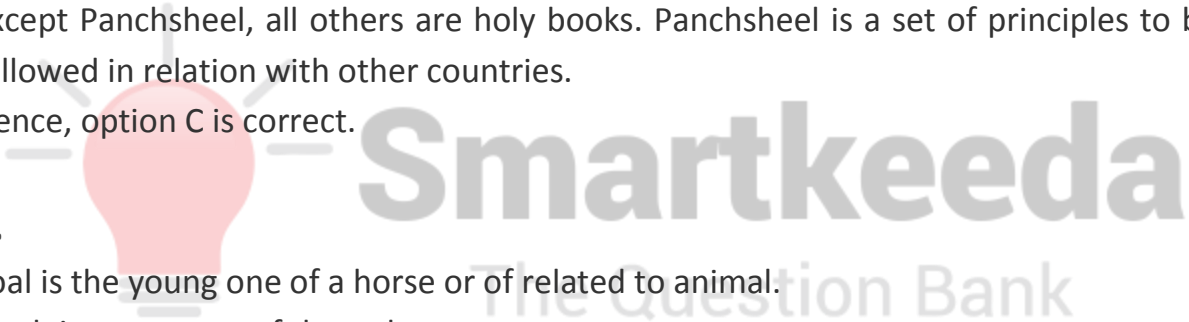 xcept Panchsheel, all others are holy books. Panchsheel is a set of principles to b
llowed in relation with other countries.
ence, option C is correct.
Smartkeeda
The Question Bank
oal is the young one of a horse or of related to animal.